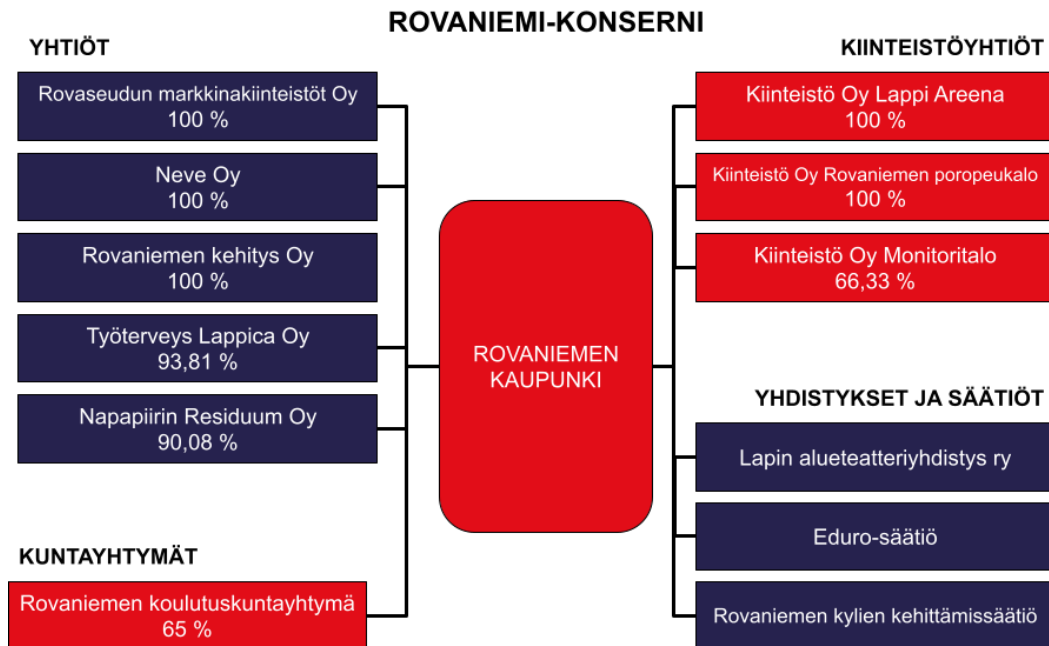 ROVANIEMI-KONSERNI
YHTIÖT
Rovaseudun markkinakiinteistöt Oy
100 %
Neve Oy
100 %
Rovaniemen kehitys Oy
100 %
Työterveys Lappica Oy
93,81 %
Napapiirin Residuum Oy
90,08 %
KUNTAYHTYMÄT
Rovaniemen koulutuskuntayhtymä
65 %
ROVANIEMEN
KAUPUNKI
KIINTEISTÖYHTIÖT
Kiinteistö Oy Lappi Areena
100 %
Kiinteistö Oy Rovaniemen poropeukalo
100 %
Kiinteistö Oy Monitoritalo
66,33 %
YHDISTYKSET JA SÄÄTIÖT
Lapin alueteatteriyhdistys ry
Eduro-säätiö
Rovaniemen kylien kehittämissäätiö